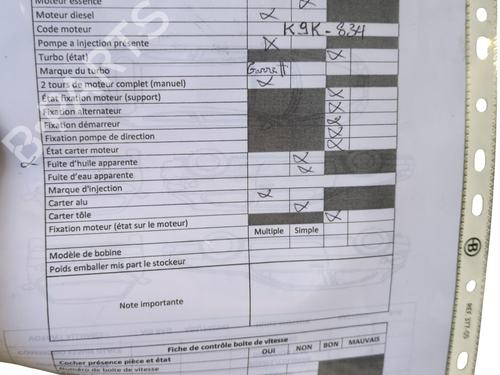 Moteur essence
Moteur diesel
Code moteur K9K-834
Pompe a injection présente
Turbo (état)
Marque du turbo Garrett
2 tours de moteur complet (manuel)
État fixation moteur (support)
Fixation alternateur
Fixation démarreur
Fixation pompe de direction
État carter moteur
Fuite d'huile apparente
Fuite d'eau apparente
Marque d'injection
Carter alu
Carter tôle
Fixation moteur (état sur le moteur) Multiple Simple
Modèle de bobine
Poids emballer mis part le stockeur
Note importante
Fiche de contrôle boite de vitesse
OUI NON BON MAUVAIS
Cocher présence pièce et état
Numéro de boite de vitesse